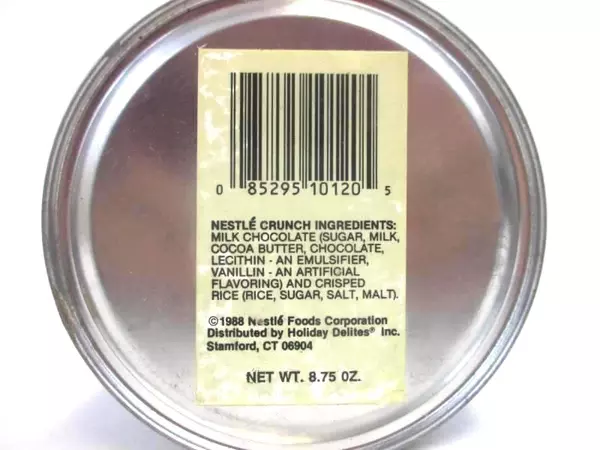 0 85295 10120 5
NESTLÉ CRUNCH INGREDIENTS:
MILK CHOCOLATE (SUGAR, MILK,
COCOA BUTTER, CHOCOLATE,
LECITHIN - AN EMULSIFIER,
VANILLIN - AN ARTIFICIAL
FLAVORING) AND CRISPED
RICE (RICE, SUGAR, SALT, MALT).
©1988 Nestlé Foods Corporation
Distributed by Holiday Delites® Inc.
Stamford, CT 06904
NET WT. 8.75 OZ.